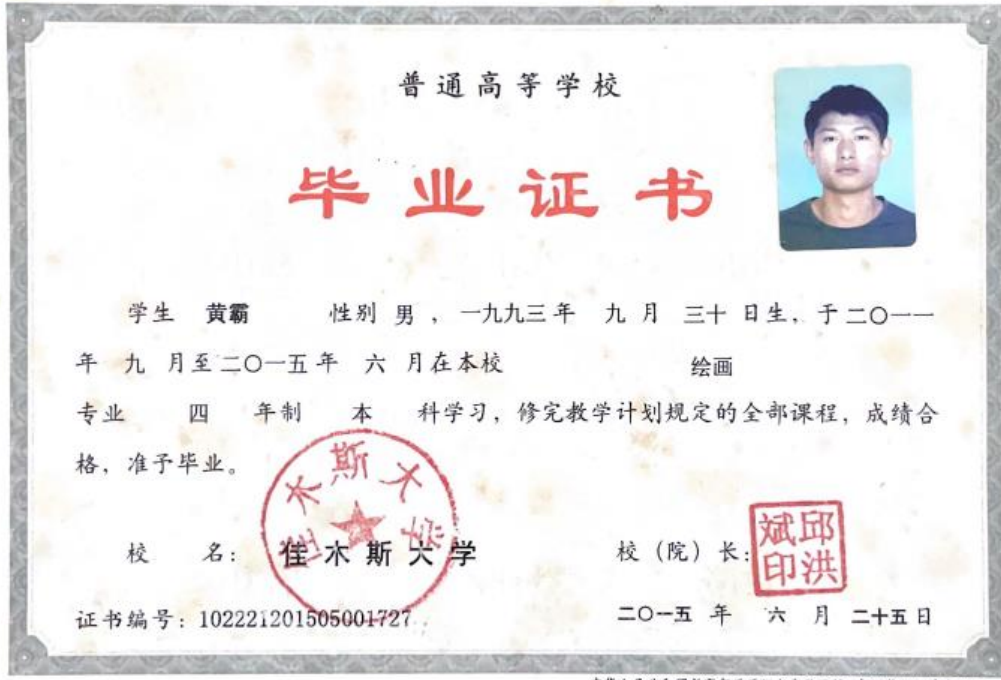 普通高等学校
毕业证书
学生 黄霸 性别 男 ，一九九三年 九 月 三十 日生，于二〇一一
年 九 月至二〇一五年 六 月在本校 绘画
专业 四 年制 本 科学习，修完教学计划规定的全部课程，成绩合
格，准予毕业。
佳木斯大学
校 名： 佳木斯大学 校（院）长：
邱洪斌印
证书编号：102221201505001727 二〇一五 年 六 月 二十五日